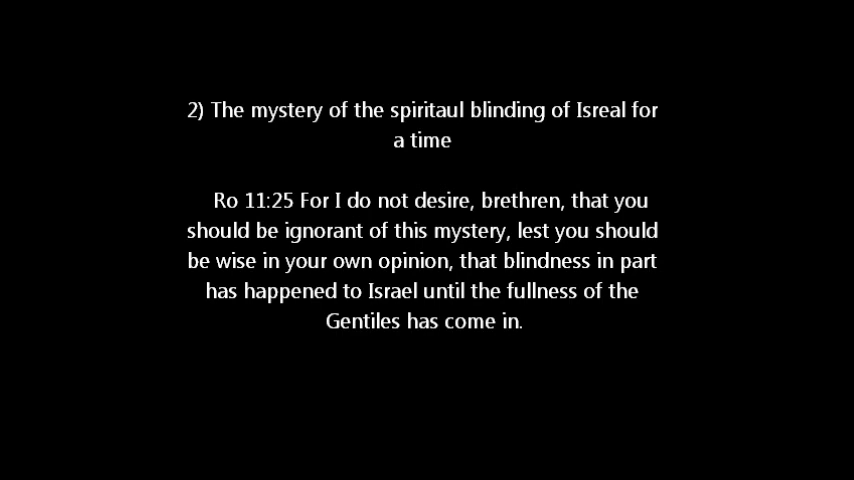 2) The mystery of the spiritaul blinding of Isreal for
a time
Ro 11:25 For I do not desire, brethren, that you
should be ignorant of this mystery, lest you should
be wise in your own opinion, that blindness in part
has happened to Israel until the fullness of the
Gentiles has come in.